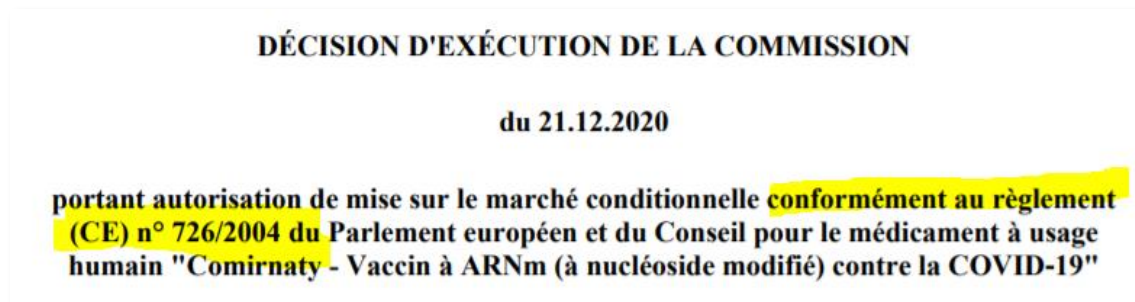 DÉCISION D'EXÉCUTION DE LA COMMISSION
du 21.12.2020
portant autorisation de mise sur le marché conditionnelle conformément au règlement
(CE) n° 726/2004 du Parlement européen et du Conseil pour le médicament à usage
humain "Comirnaty - Vaccin à ARNm (à nucléoside modifié) contre la COVID-19"